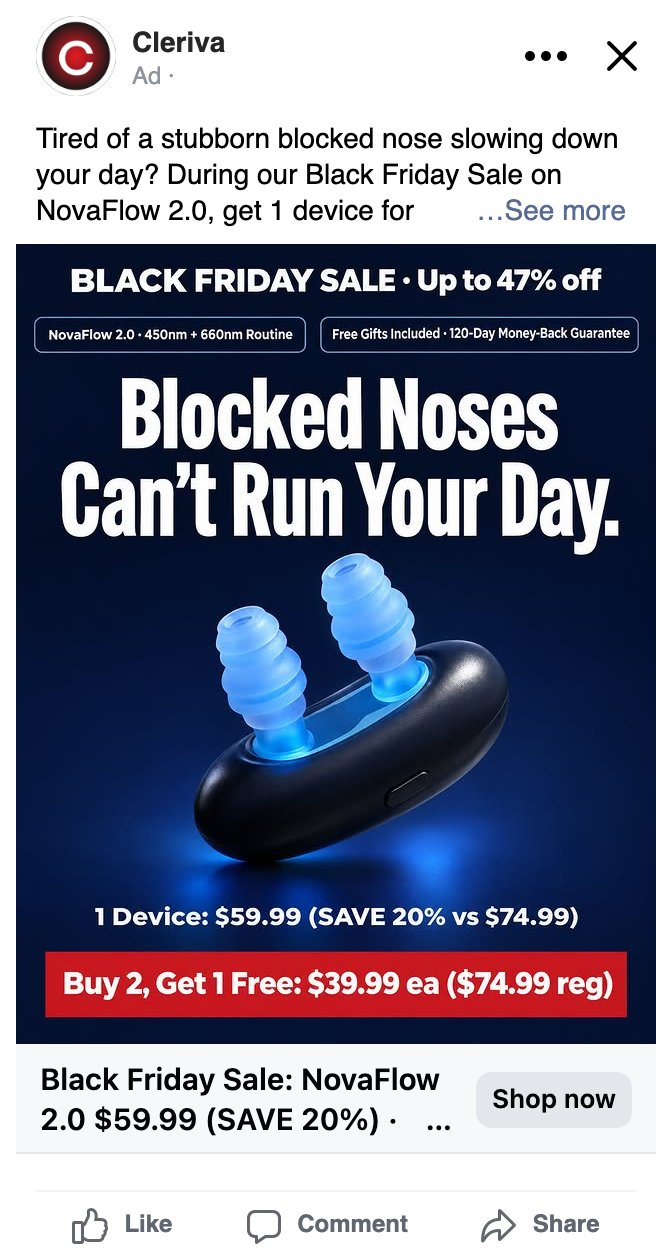 C
Cleriva
Ad ·
Tired of a stubborn blocked nose slowing down
your day? During our Black Friday Sale on
NovaFlow 2.0, get 1 device for ...See more
BLACK FRIDAY SALE · Up to 47% off
NovaFlow 2.0 · 450nm + 660nm Routine
Free Gifts Included · 120-Day Money-Back Guarantee
Blocked Noses
Can't Run Your Day.
1 Device: $59.99 (SAVE 20% vs $74.99)
Buy 2, Get 1 Free: $39.99 ea ($74.99 reg)
Black Friday Sale: NovaFlow
2.0 $59.99 (SAVE 20%) · ...
Shop now
Like
Comment
Share